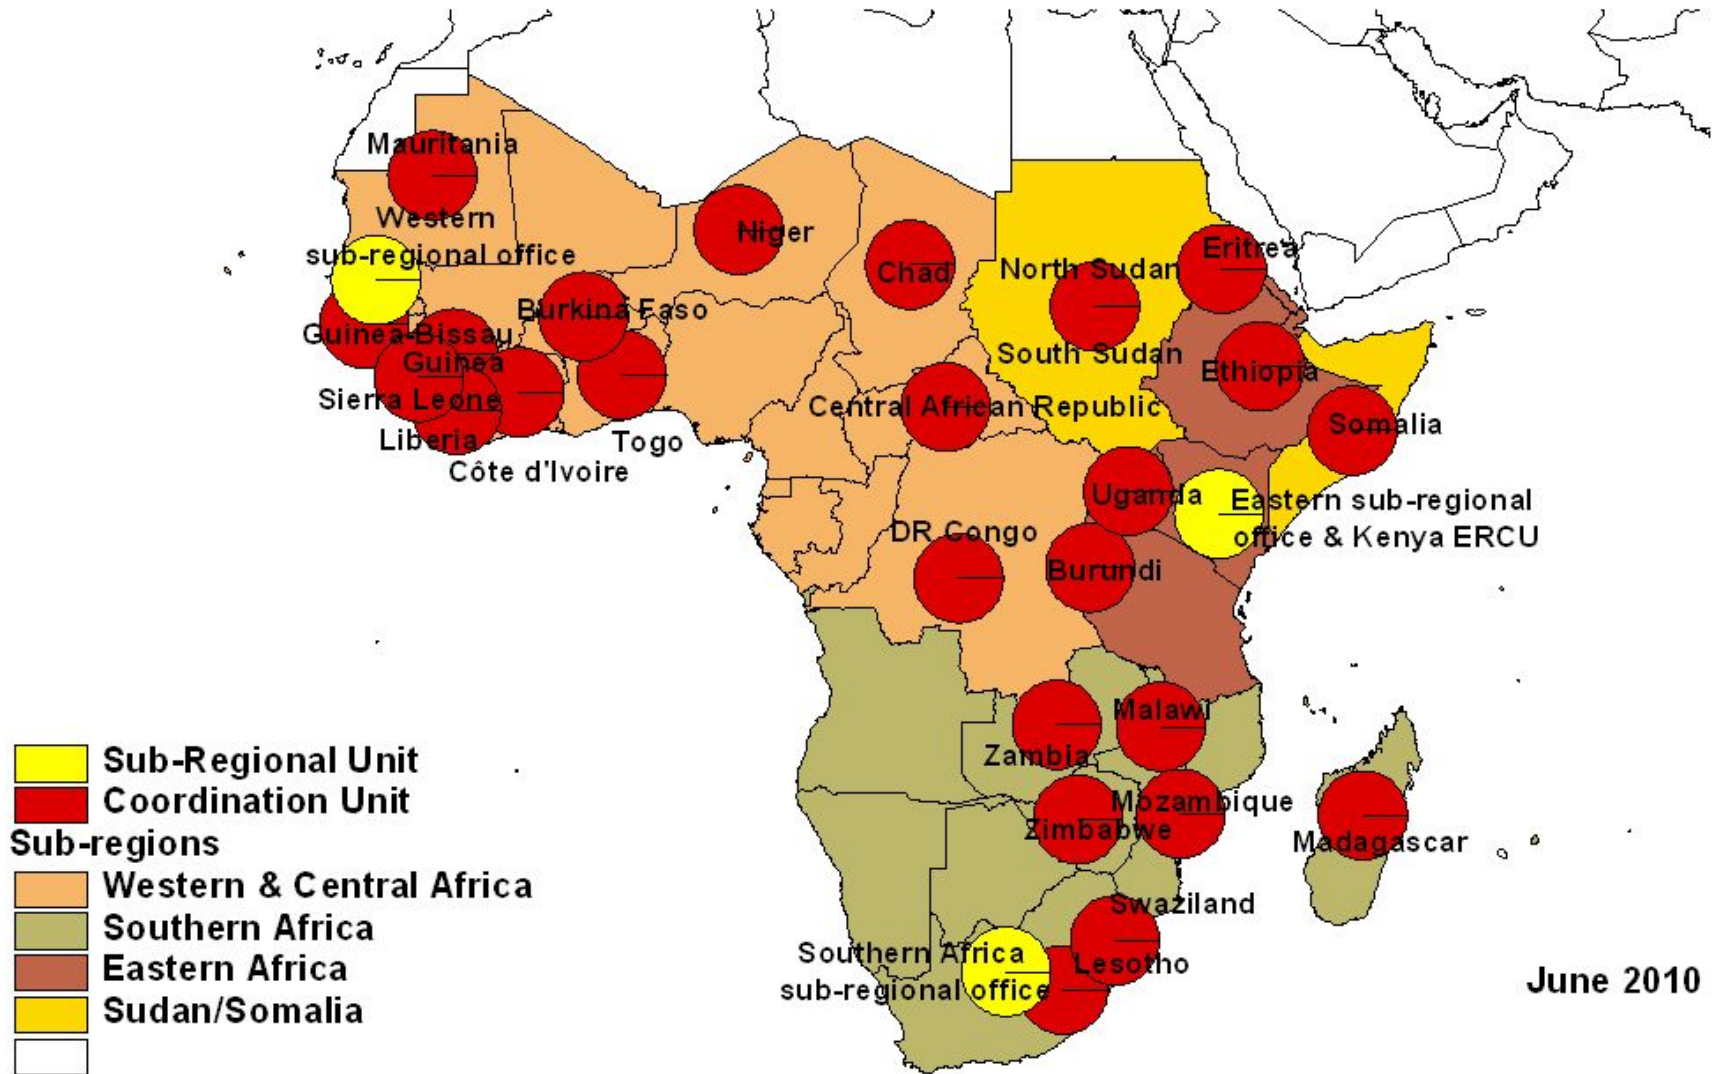 Mauritania
Western
sub-regional office
Niger
Chad
North Sudan
Eritrea
Burkina Faso
Guinea-Bissau
Guinea
South Sudan
Ethiopia
Sierra Leone
Central African Republic
Somalia
Liberia
Togo
Côte d'Ivoire
Uganda
Eastern sub-regional
office & Kenya ERCU
DR Congo
Burundi
Malawi
Zambia
Mozambique
Zimbabwe
Madagascar
Swaziland
Southern Africa
sub-regional office
Lesotho
Sub-Regional Unit
Coordination Unit
Sub-regions
Western & Central Africa
Southern Africa
Eastern Africa
Sudan/Somalia
June 2010